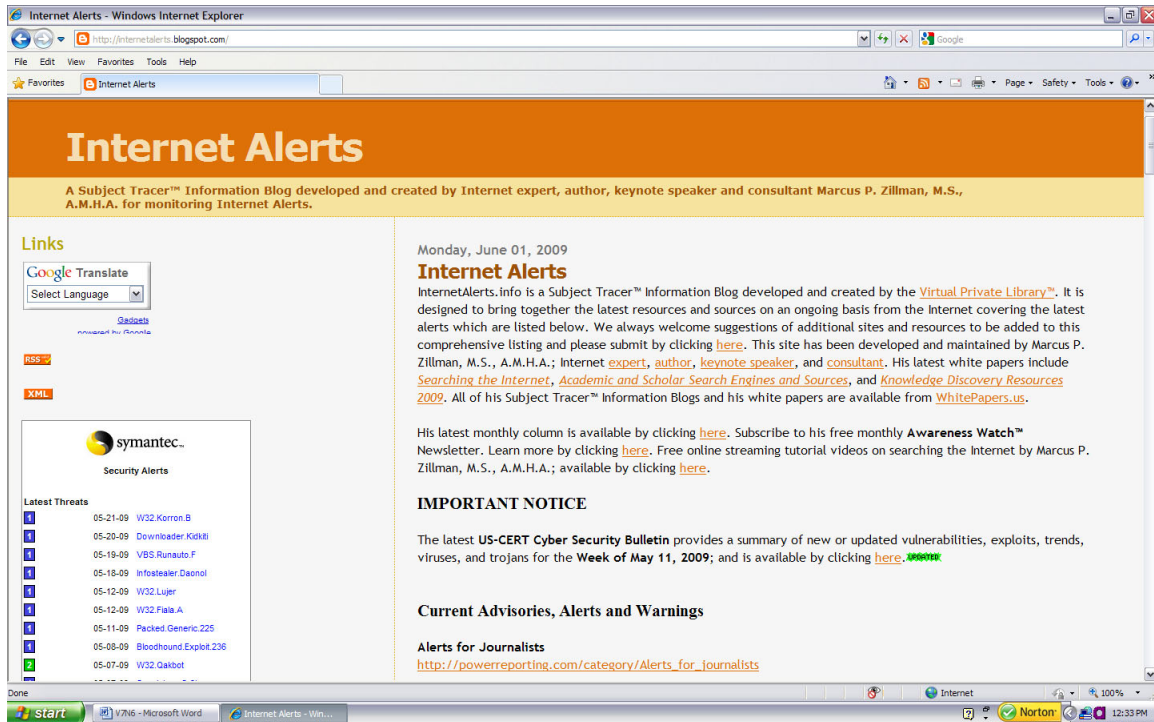 Internet Alerts - Windows Internet Explorer
http://internetalerts.blogspot.com/
Google
File Edit View Favorites Tools Help
Favorites
Internet Alerts
Page Safety Tools
Internet Alerts
A Subject Tracer™ Information Blog developed and created by Internet expert, author, keynote speaker and consultant Marcus P. Zillman, M.S.,
A.M.H.A. for monitoring Internet Alerts.
Links
Google Translate
Select Language
Gadgets
powered by Google
RSS
XML
symantec™
Security Alerts
Latest Threats
1 05-21-09 W32.Korron.B
1 05-20-09 Downloader.Kidkiti
1 05-19-09 VBS.Runauto.F
1 05-18-09 Infostealer.Daonol
1 05-12-09 W32.Lujer
1 05-12-09 W32.Fiala.A
1 05-11-09 Packed.Generic.225
1 05-08-09 Bloodhound.Exploit.236
2 05-07-09 W32.Qakbot
Monday, June 01, 2009
Internet Alerts
InternetAlerts.info is a Subject Tracer™ Information Blog developed and created by the Virtual Private Library™. It is
designed to bring together the latest resources and sources on an ongoing basis from the Internet covering the latest
alerts which are listed below. We always welcome suggestions of additional sites and resources to be added to this
comprehensive listing and please submit by clicking here. This site has been developed and maintained by Marcus P.
Zillman, M.S., A.M.H.A.; Internet expert, author, keynote speaker, and consultant. His latest white papers include
Searching the Internet, Academic and Scholar Search Engines and Sources, and Knowledge Discovery Resources
2009. All of his Subject Tracer™ Information Blogs and his white papers are available from WhitePapers.us.
His latest monthly column is available by clicking here. Subscribe to his free monthly Awareness Watch™
Newsletter. Learn more by clicking here. Free online streaming tutorial videos on searching the Internet by Marcus P.
Zillman, M.S., A.M.H.A.; available by clicking here.
IMPORTANT NOTICE
The latest US-CERT Cyber Security Bulletin provides a summary of new or updated vulnerabilities, exploits, trends,
viruses, and trojans for the Week of May 11, 2009; and is available by clicking here. UPDATED
Current Advisories, Alerts and Warnings
Alerts for Journalists
http://powerreporting.com/category/Alerts_for_journalists
Done
Internet
100%
start
V7N6 - Microsoft Word
Internet Alerts - Win...
Norton
12:33 PM